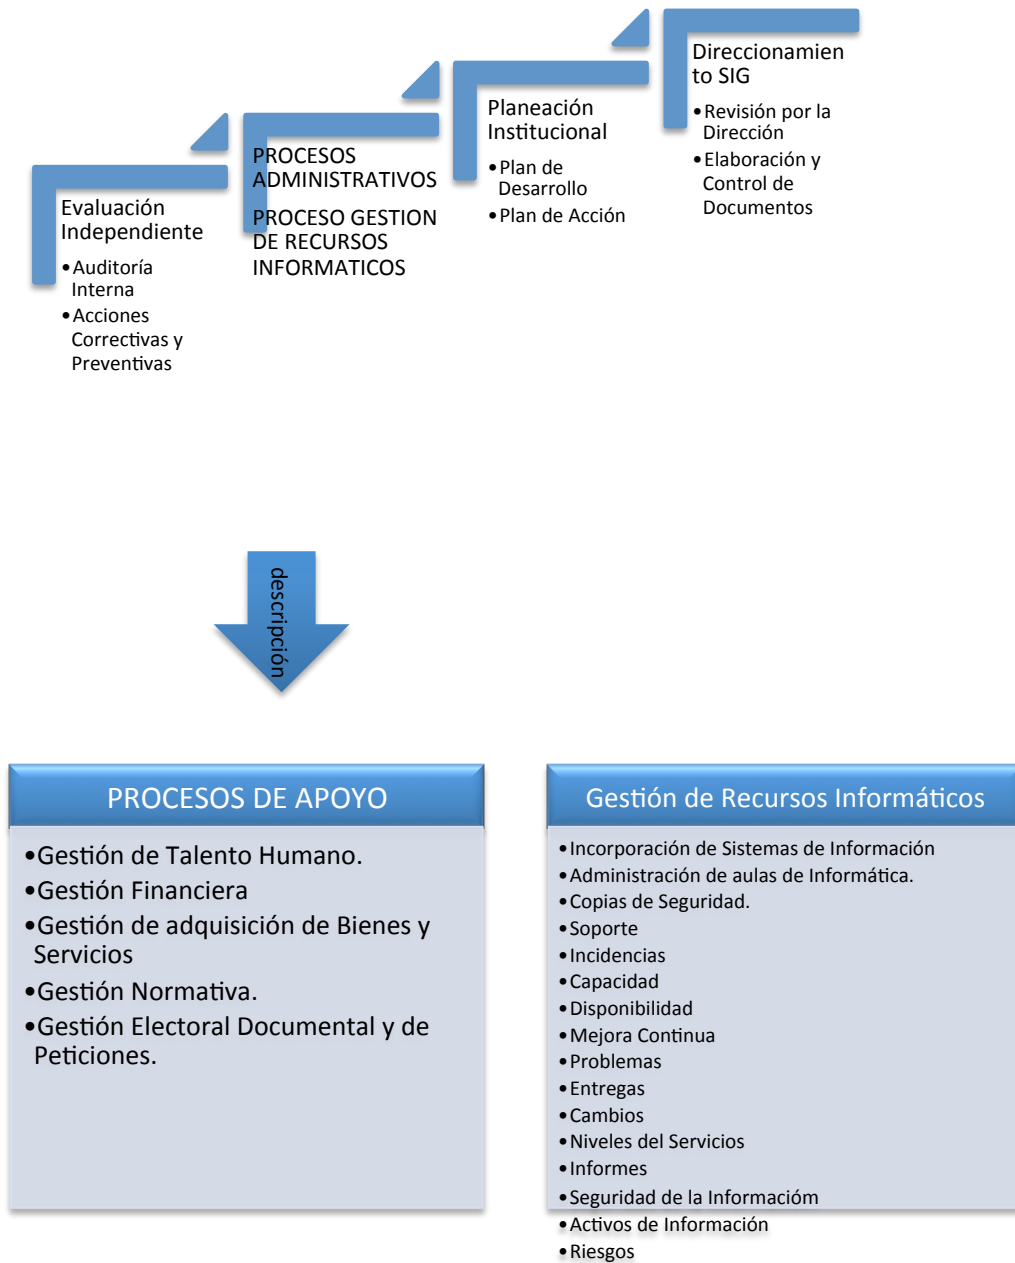 Evaluación
Independiente
•Auditoría
Interna
•Acciones
Correctivas y
Preventivas
PROCESOS
ADMINISTRATIVOS
PROCESO GESTION
DE RECURSOS
INFORMATICOS
Planeación
Institucional
•Plan de
Desarrollo
•Plan de Acción
Direccionamien
to SIG
•Revisión por la
Dirección
•Elaboración y
Control de
Documentos
descripción
PROCESOS DE APOYO
•Gestión de Talento Humano.
•Gestión Financiera
•Gestión de adquisición de Bienes y
Servicios
•Gestión Normativa.
•Gestión Electoral Documental y de
Peticiones.
Gestión de Recursos Informáticos
•Incorporación de Sistemas de Información
•Administración de aulas de Informática.
•Copias de Seguridad.
•Soporte
•Incidencias
•Capacidad
•Disponibilidad
•Mejora Continua
•Problemas
•Entregas
•Cambios
•Niveles del Servicios
•Informes
•Seguridad de la Informacióm
•Activos de Información
•Riesgos